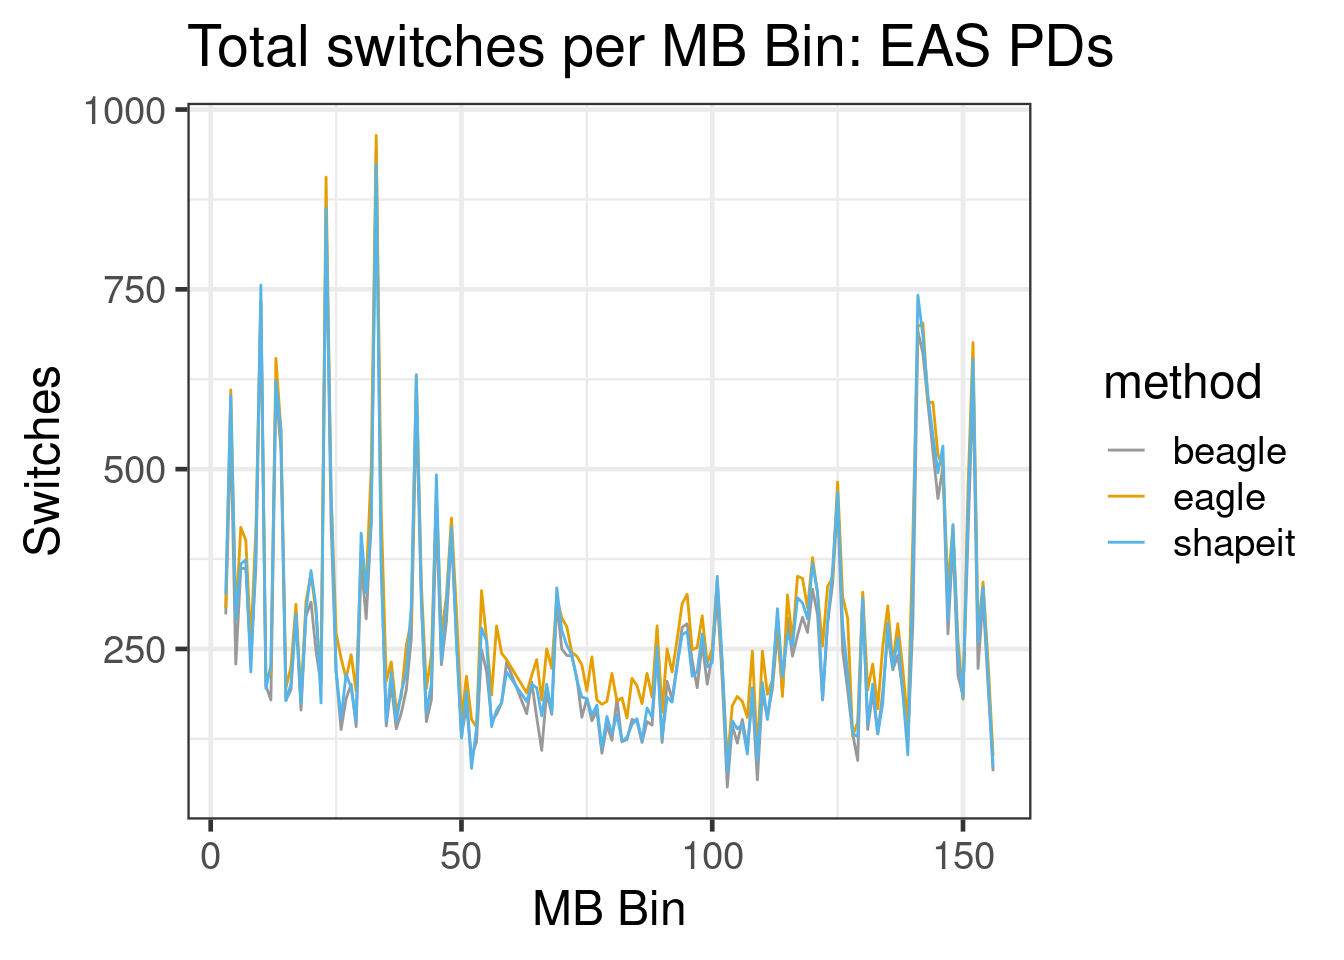 Total switches per MB Bin: EAS PDs
1000
750
500
250
Switches
0 50 100 150
MB Bin
method
beagle
eagle
shapeit